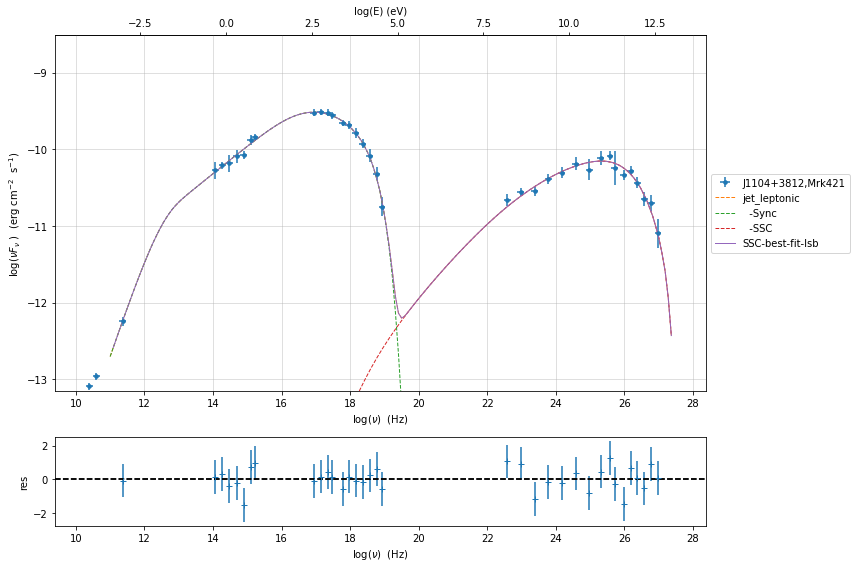 log(E) (eV)
−2.5 0.0 2.5 5.0 7.5 10.0 12.5
−9
−10
−11
−12
−13
log(νFν ) (erg cm−2 s−1)
10 12 14 16 18 20 22 24 26 28
log(ν) (Hz)
J1104+3812,Mrk421
jet_leptonic
-Sync
-SSC
SSC-best-fit-lsb
2
0
−2
res
10 12 14 16 18 20 22 24 26 28
log(ν) (Hz)